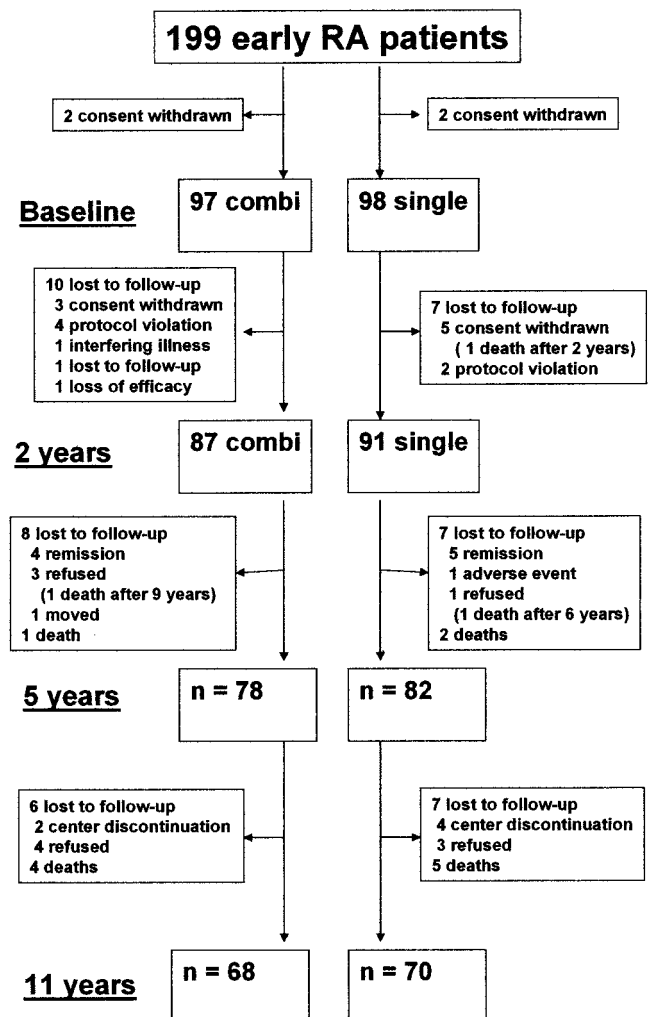 199 early RA patients
2 consent withdrawn
2 consent withdrawn
Baseline
97 combi
98 single
10 lost to follow-up
3 consent withdrawn
4 protocol violation
1 interfering illness
1 lost to follow-up
1 loss of efficacy
7 lost to follow-up
5 consent withdrawn
( 1 death after 2 years)
2 protocol violation
2 years
87 combi
91 single
8 lost to follow-up
4 remission
3 refused
(1 death after 9 years)
1 moved
1 death
7 lost to follow-up
5 remission
1 adverse event
1 refused
(1 death after 6 years)
2 deaths
5 years
n = 78
n = 82
6 lost to follow-up
2 center discontinuation
4 refused
4 deaths
7 lost to follow-up
4 center discontinuation
3 refused
5 deaths
11 years
n = 68
n = 70